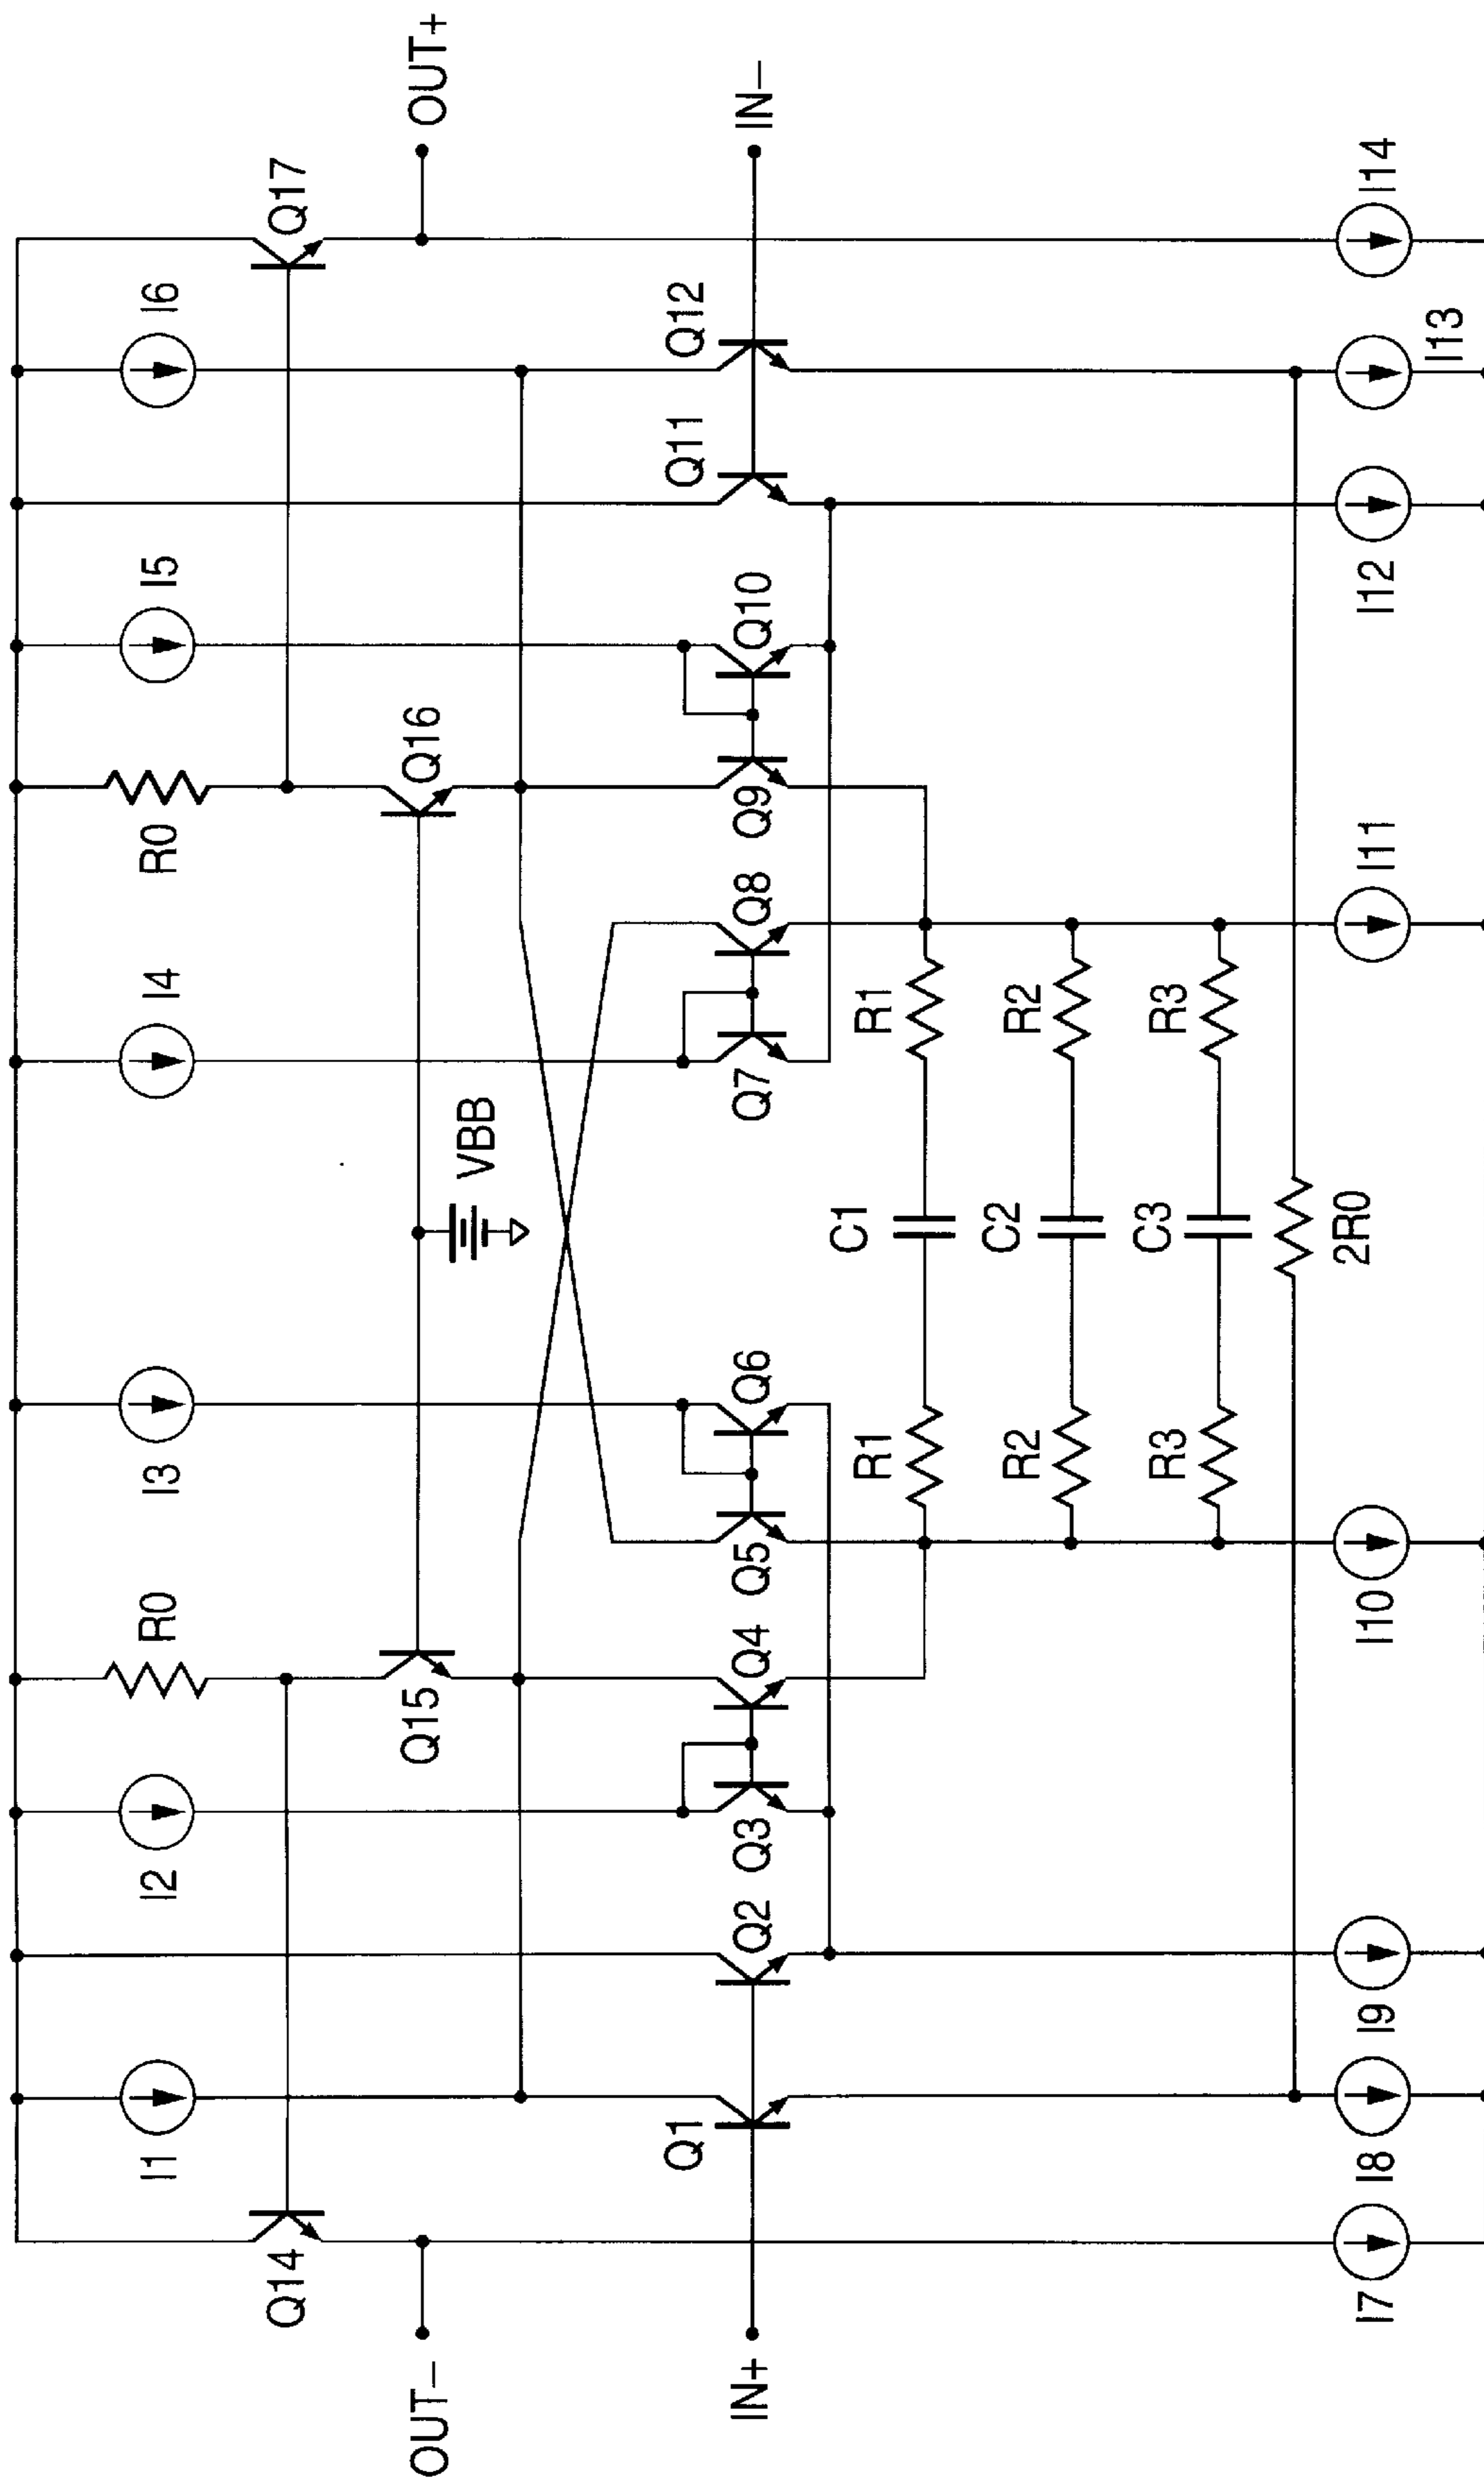 OUT+
IN−
Q17
I14
I6
Q12
I13
Q11
I5
Q10
I12
Q16
R0
Q9
Q8
I11
I4
R1
R2
R3
Q7
VBB
C1
C2
C3
2R0
I3
Q6
R1
R2
R3
R0
Q5
I10
Q4
Q15
I2
Q3
Q2
I9
I1
Q1
I8
Q14
I7
OUT−
IN+